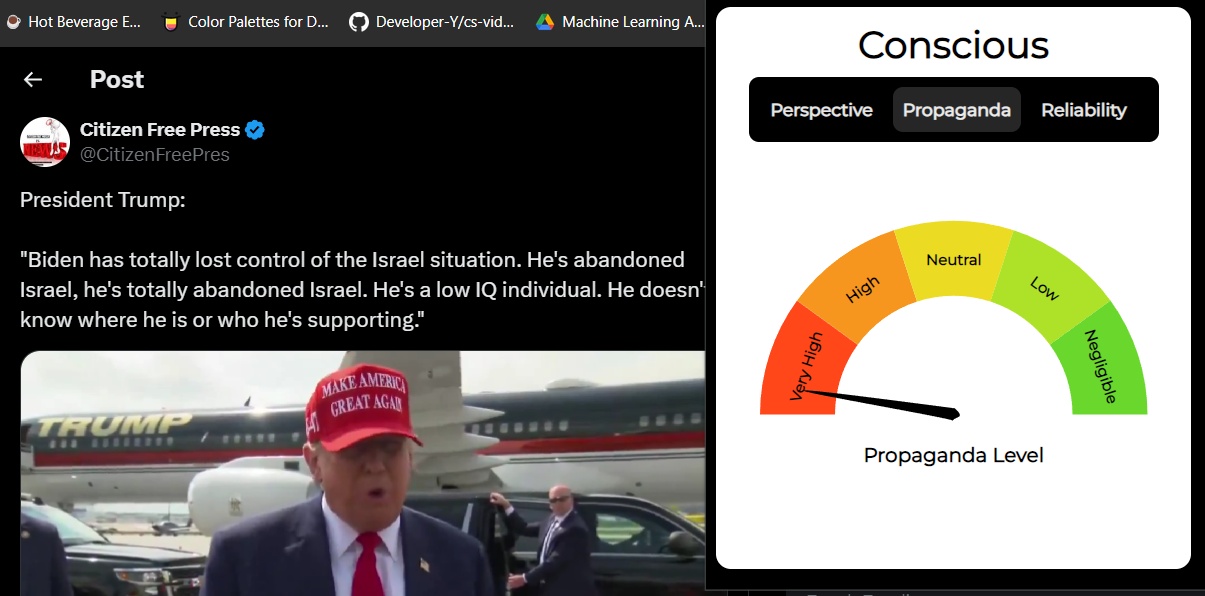 Hot Beverage E...
Color Palettes for D...
Developer-Y/cs-vid...
Machine Learning A...
Post
Citizen Free Press
@CitizenFreePres
President Trump:
"Biden has totally lost control of the Israel situation. He's abandoned
Israel, he's totally abandoned Israel. He's a low IQ individual. He doesn'
know where he is or who he's supporting."
TRUMP
MAKE AMERICA
GREAT AGAIN
Conscious
Perspective
Propaganda
Reliability
Very High
High
Neutral
Low
Negligible
Propaganda Level